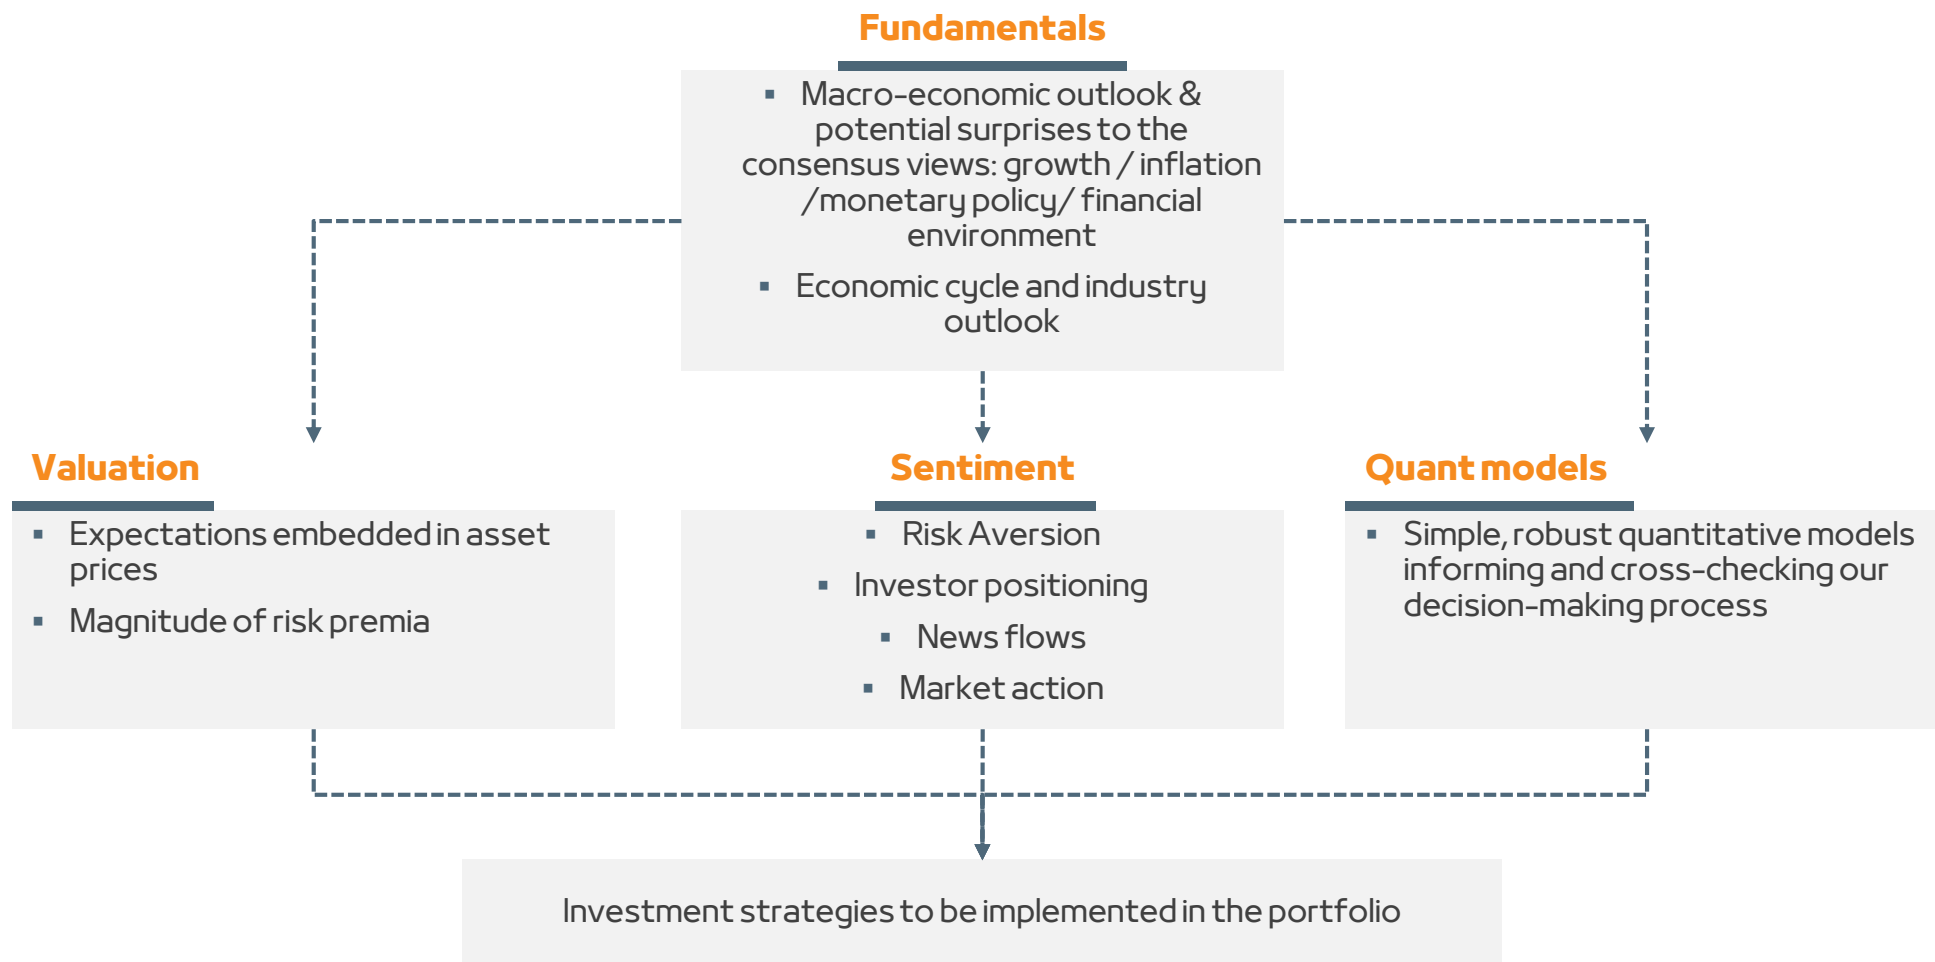 Fundamentals
▪ Macro-economic outlook &
potential surprises to the
consensus views: growth / inflation
/monetary policy/ financial
environment
▪ Economic cycle and industry
outlook
Valuation
▪ Expectations embedded in asset
prices
▪ Magnitude of risk premia
Sentiment
▪ Risk Aversion
▪ Investor positioning
▪ News flows
▪ Market action
Quant models
▪ Simple, robust quantitative models
informing and cross-checking our
decision-making process
Investment strategies to be implemented in the portfolio